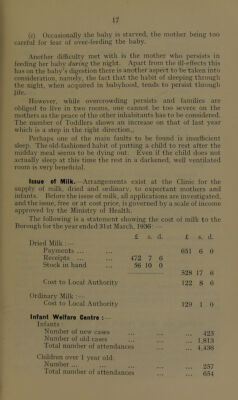 17
(c) Occasionally the baby is starved, the mother being too
careful for fear of over-feeding the baby.
Another difficulty met with is the mother who persists in
feeding her baby during the night. Apart from the ill-effects this
has on the baby's digestion there is another aspect to be taken into
consideration, namely, the fact that the habit of sleeping through
the night, when acquired in babyhood, tends to persist through
life.
However, while overcrowding persists and families are
obliged to live in two rooms, one cannot be too severe on the
mothers as the peace of the other inhabitants has to be considered.
The number of Toddlers shows an increase on that of last year
which is a step in the right direction.
Perhaps one of the main faults to be found is insufficient
sleep. The old-fashioned habit of putting a child to rest after the
midday meal seems to be dying out. Even if the child does not
actually sleep at this time the rest in a darkened, well ventilated
room is very beneficial.
Issue of Milk.—Arrangements exist at the Clinic for the
supply of milk, dried and ordinary, to expectant mothers and
infants. Before the issue of milk, all applications are investigated,
and the issue, free or at cost price, is governed by a scale of income
approved by the Ministry of Health.
The following is a statement showing the cost of milk to the
Borough for the year ended 31st March, 1936 :—
£ s. d. £ s. d.
Dried Milk :—
Payments ... ... 651 6 0
Receipts ... 472 7 6
Stock in hand ... 56 10 0
528 17 6
Cost to Local Authority 122 8 6
Ordinary Milk :—
Cost to Local Authority 129 1 0
Infant Welfare Centre :—
Infants :
Number of new cases ... ... ... 423
Number of old cases ... ... ... 1,813
Total number of attendances ... ... 4,436
Children over 1 year old:
Number ... ... ... ... 257
Total number of attendances ... ... 654